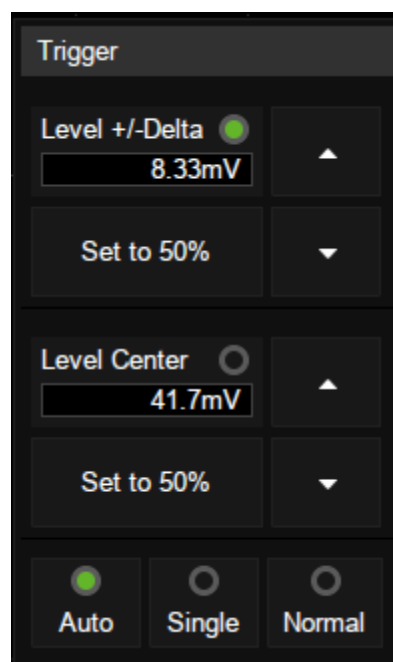 Trigger
Level +/-Delta
8.33mV
Set to 50%
Level Center
41.7mV
Set to 50%
Auto Single Normal